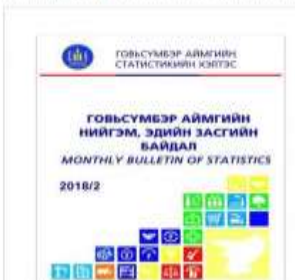 ГОВЬСҮМБЭР АЙМГИЙН
СТАТИСТИКИЙН ХЭЛТЭС
ГОВЬСҮМБЭР АЙМГИЙН
НИЙГЭМ, ЭДИЙН ЗАСГИЙН
БАЙДАЛ
MONTHLY BULLETIN OF STATISTICS
2018/2